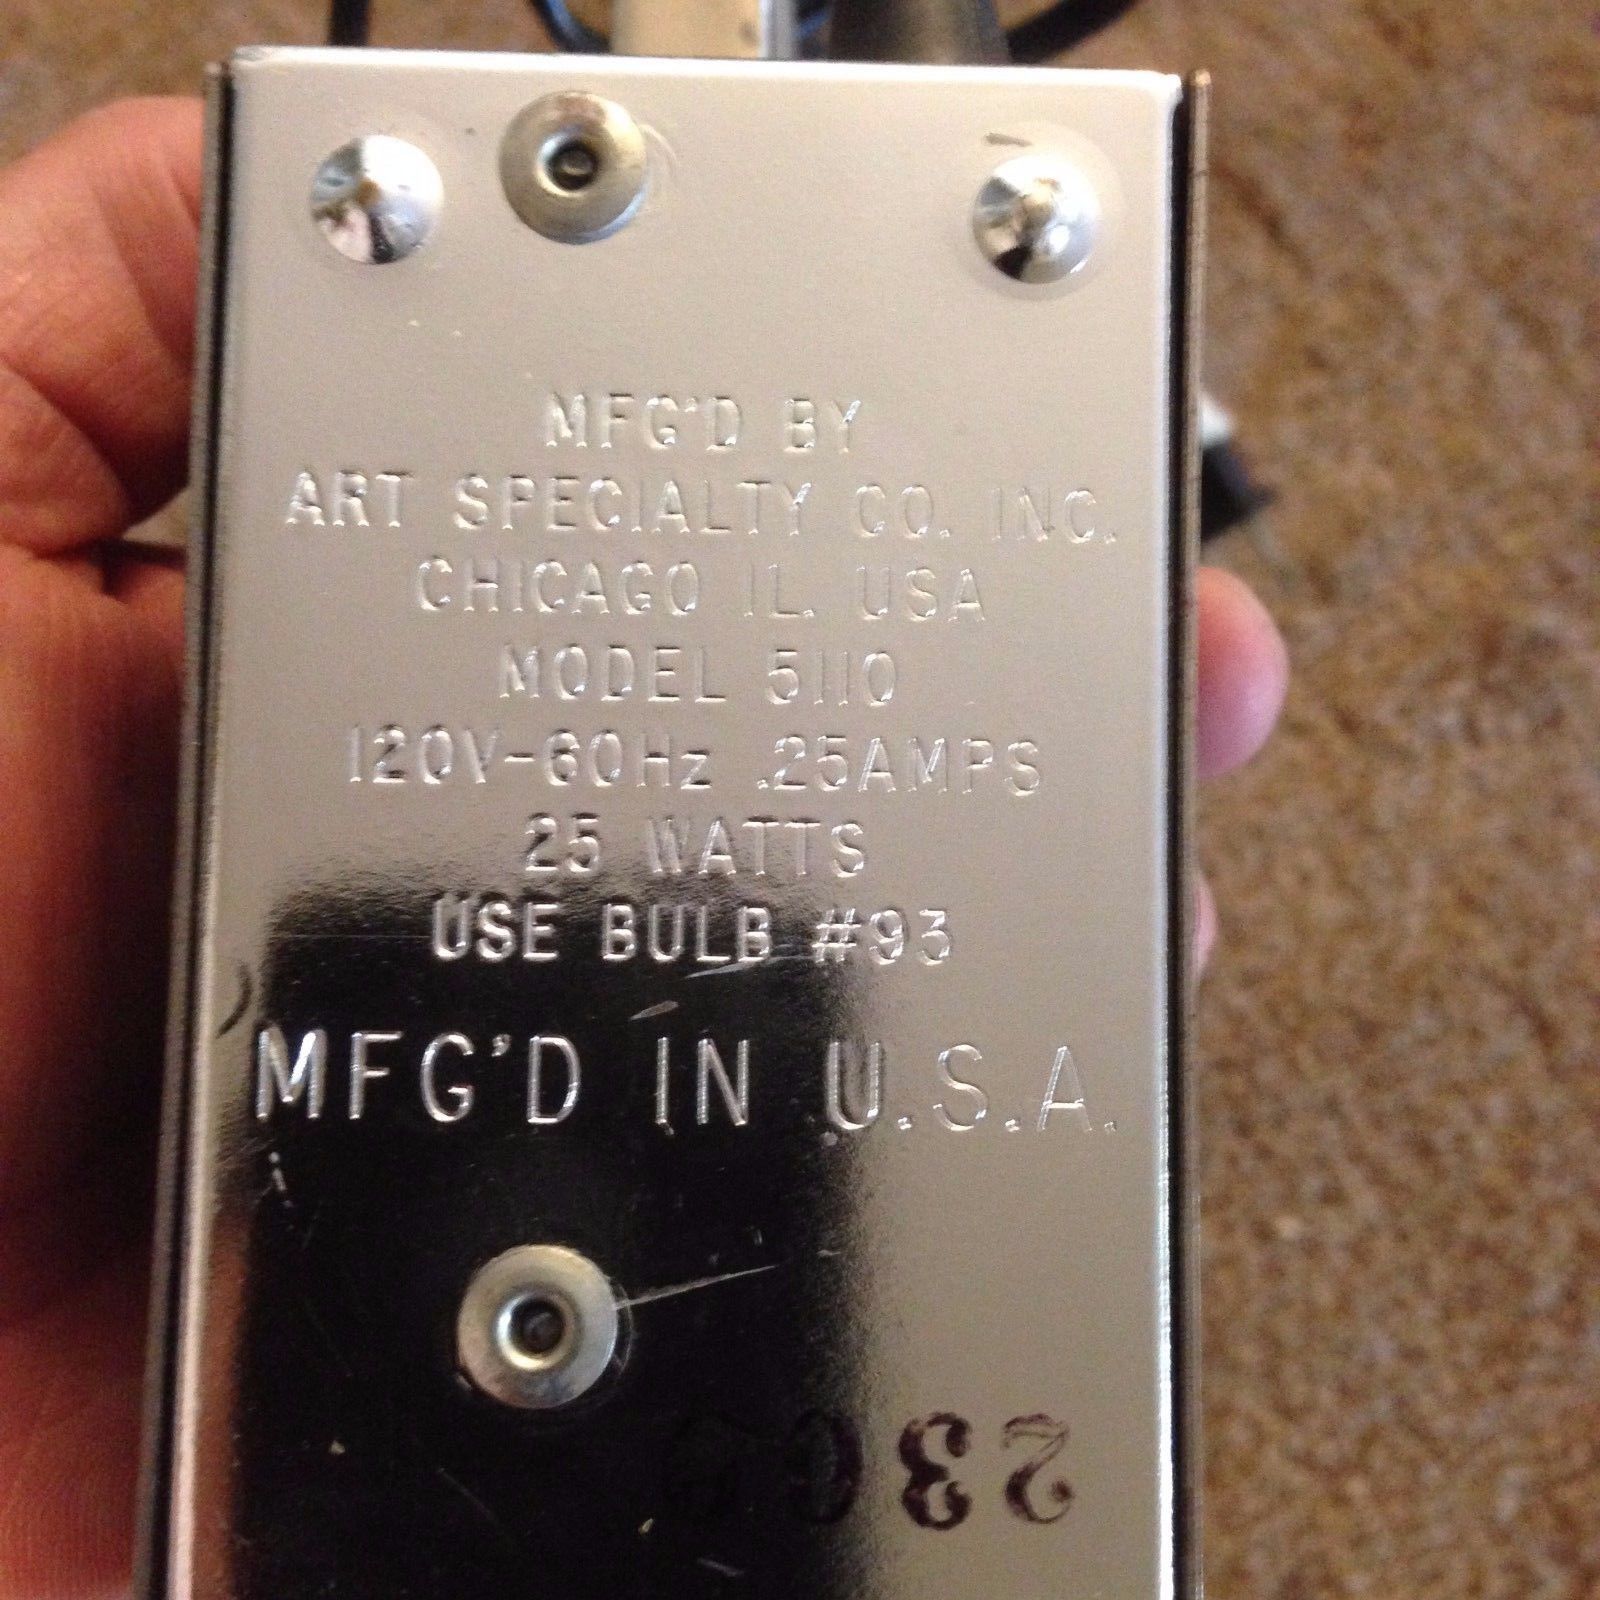 MFG'D BY
ART SPECIALTY CO. INC.
CHICAGO IL. USA
MODEL 5110
120V-60Hz .25AMPS
25 WATTS
USE BULB #93
MFG'D IN U.S.A.